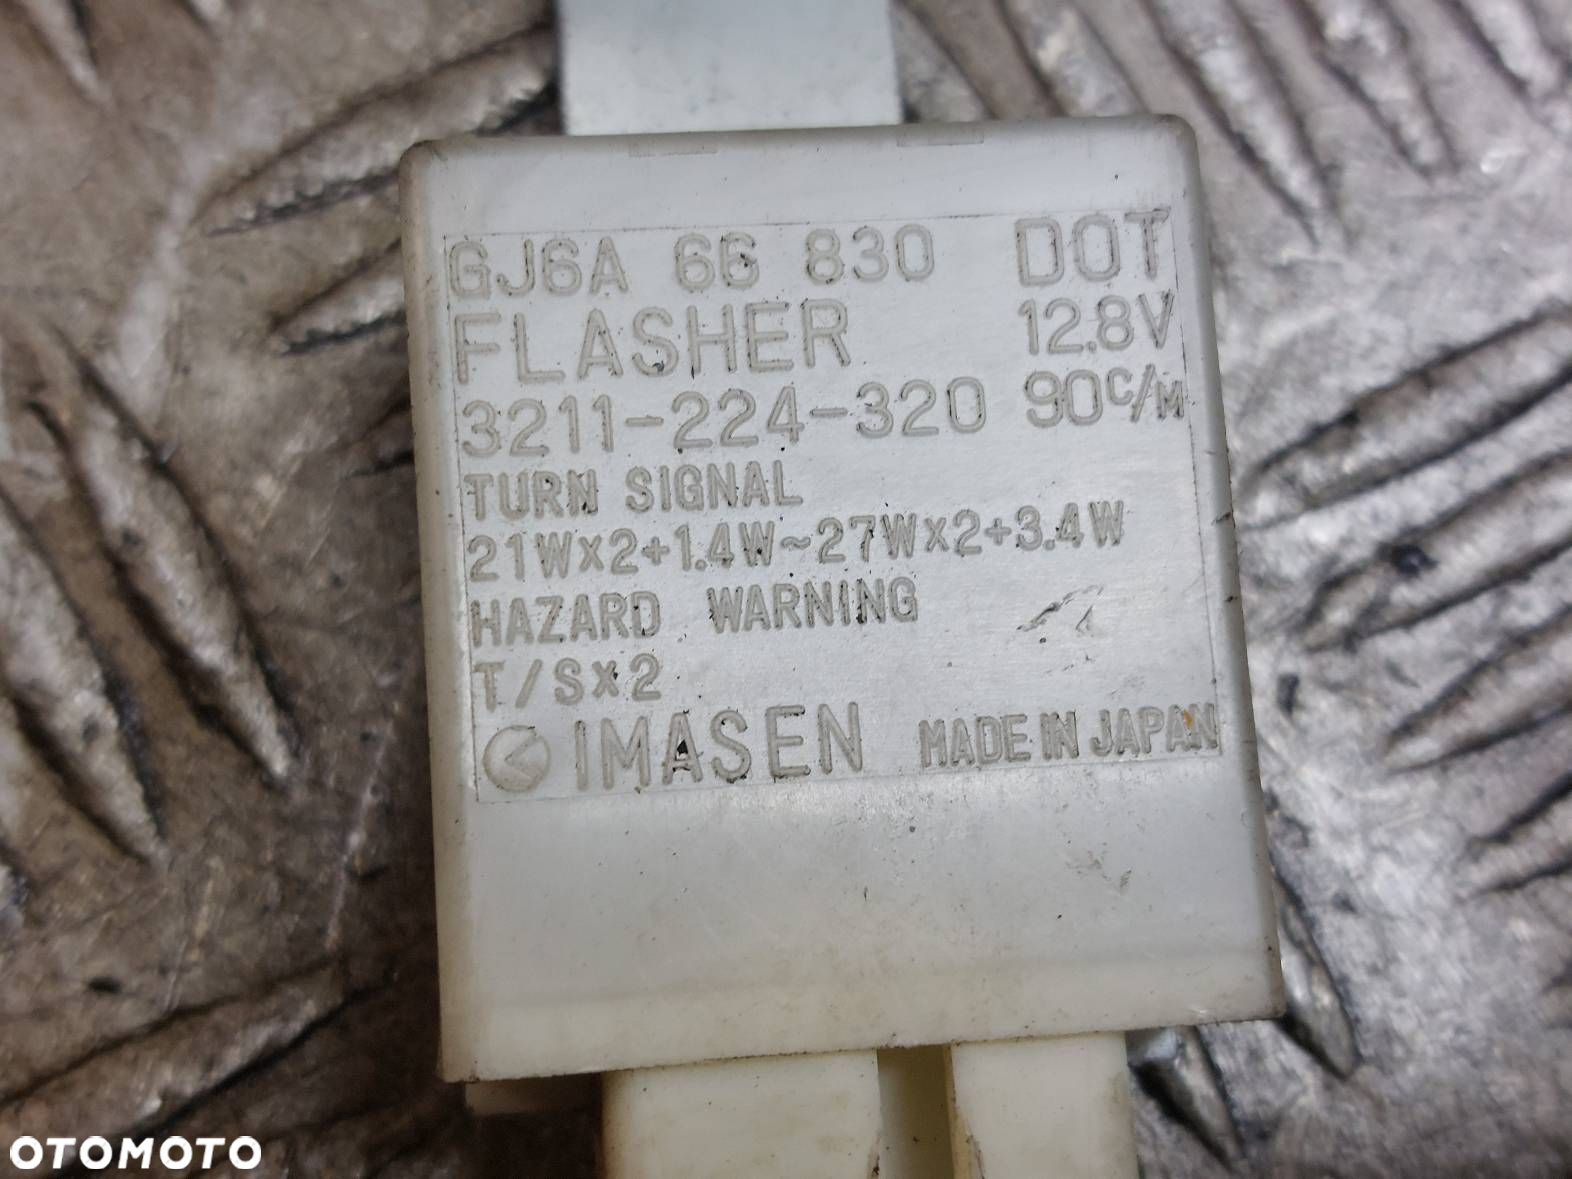 GJ6A 66 830 DOT
FLASHER 12.8V
3211-224-320 90C/M
TURN SIGNAL
21W×2+1.4W~27W×2+3.4W
HAZARD WARNING
T/S×2
IMASEN MADE IN JAPAN
OTOMOTO